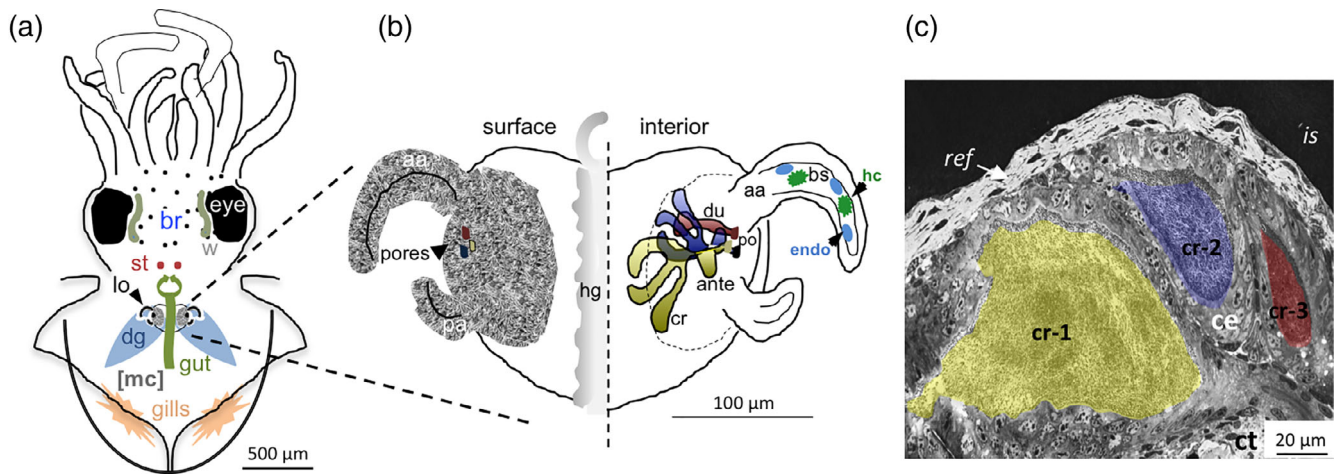 (a)
eye
br
w
st
lo
dg
gut
[mc]
gills
500 μm
(b)
surface
interior
aa
pores
pa
hg
aa
bs
hc
du
po
endo
ante
cr
100 μm
(c)
is
ref
cr-2
cr-1
cr-3
ce
ct
20 μm